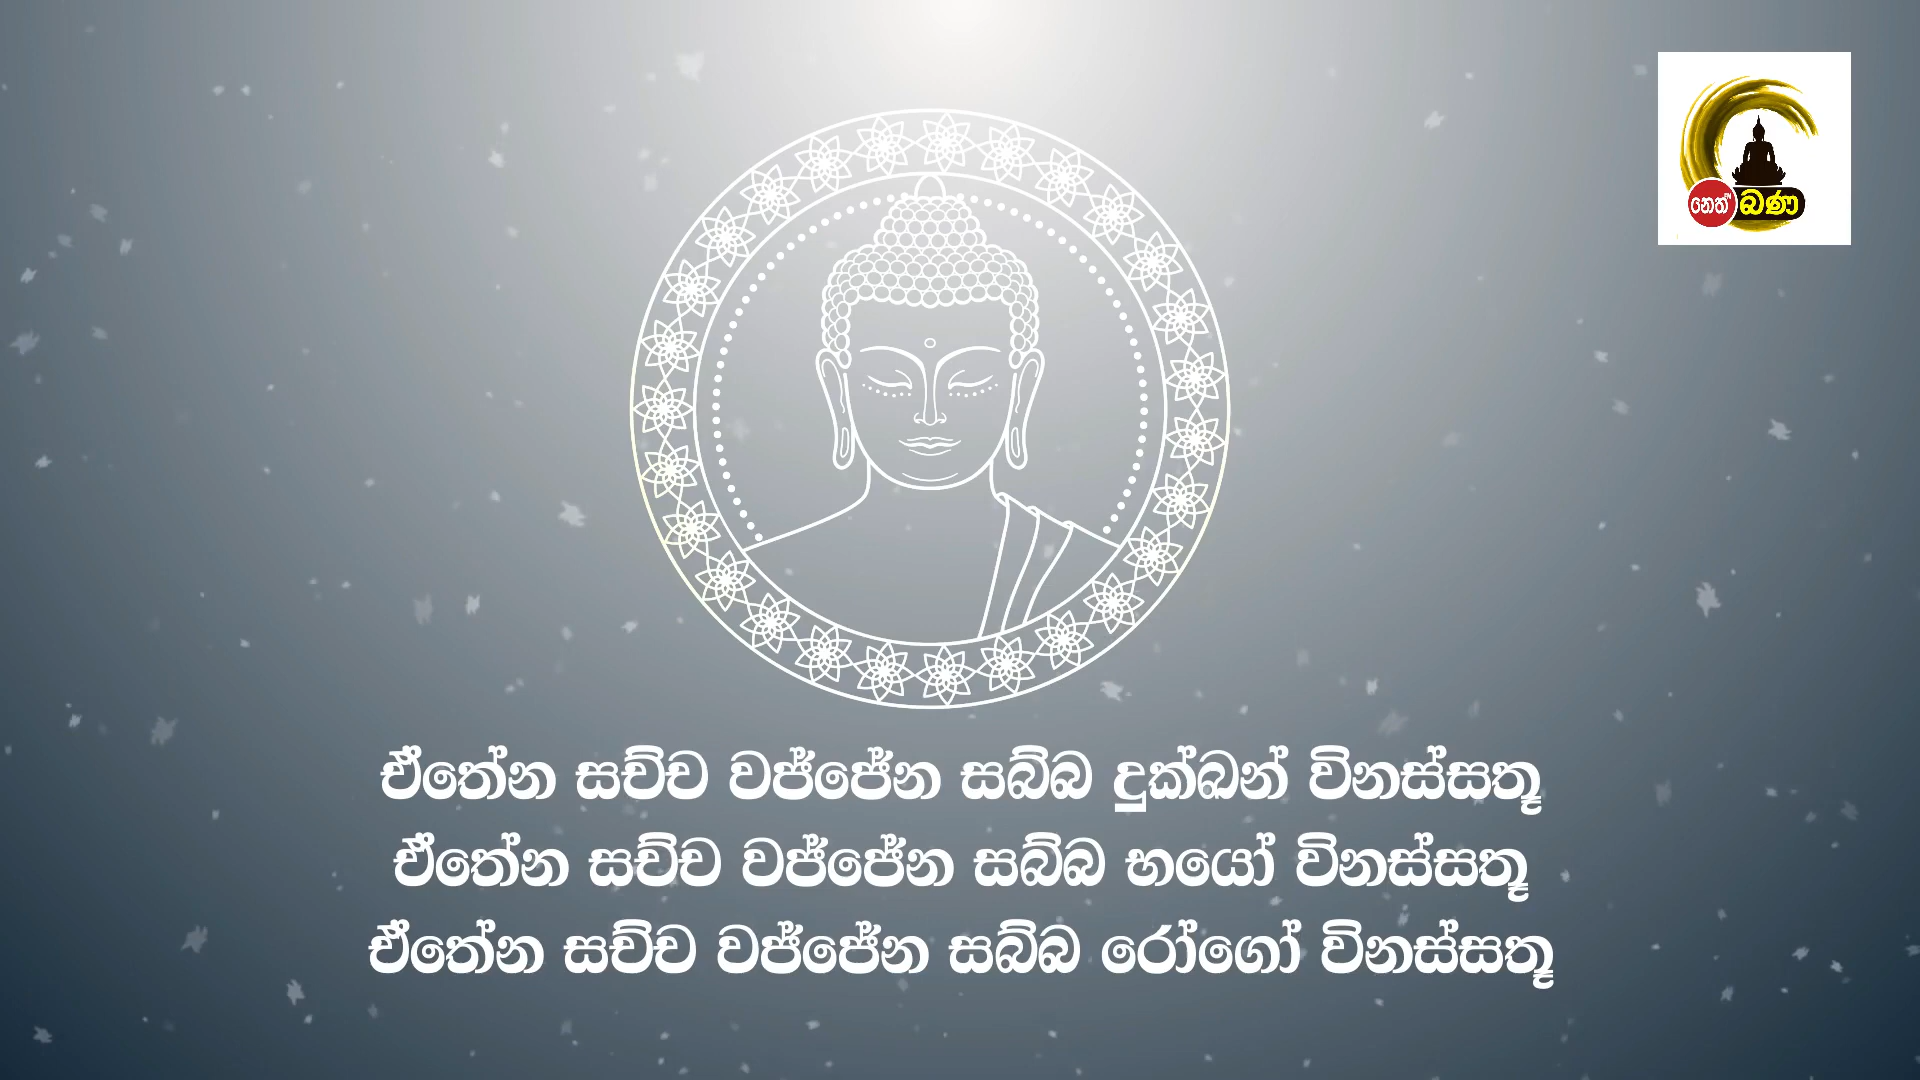 නෙත් බණ
ඒතේන සච්ච වජ්ජේන සබ්බ දුක්ඛන් විනස්සතූ
ඒතේන සච්ච වජ්ජේන සබ්බ භයෝ විනස්සතූ
ඒතේන සච්ච වජ්ජේන සබ්බ රෝගෝ විනස්සතූ